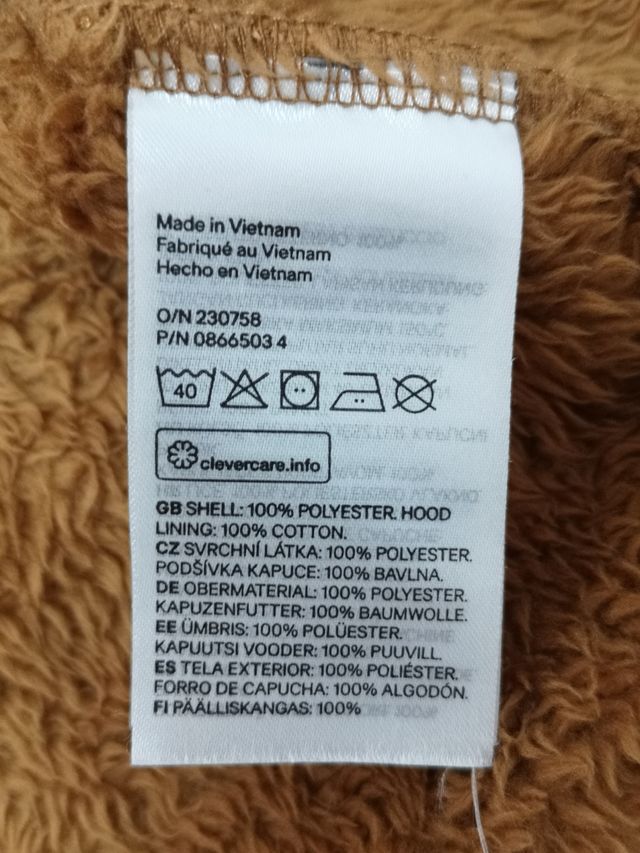 Made in Vietnam
Fabriqué au Vietnam
Hecho en Vietnam
O/N 230758
P/N 0866503 4
40
clevercare.info
GB SHELL: 100% POLYESTER. HOOD
LINING: 100% COTTON.
CZ SVRCHNÍ LÁTKA: 100% POLYESTER.
PODŠÍVKA KAPUCE: 100% BAVLNA.
DE OBERMATERIAL: 100% POLYESTER.
KAPUZENFUTTER: 100% BAUMWOLLE.
EE ÜMBRIS: 100% POLÜESTER.
KAPUUTSI VOODER: 100% PUUVILL.
ES TELA EXTERIOR: 100% POLIÉSTER.
FORRO DE CAPUCHA: 100% ALGODÓN.
FI PÄÄLLISKANGAS: 100%